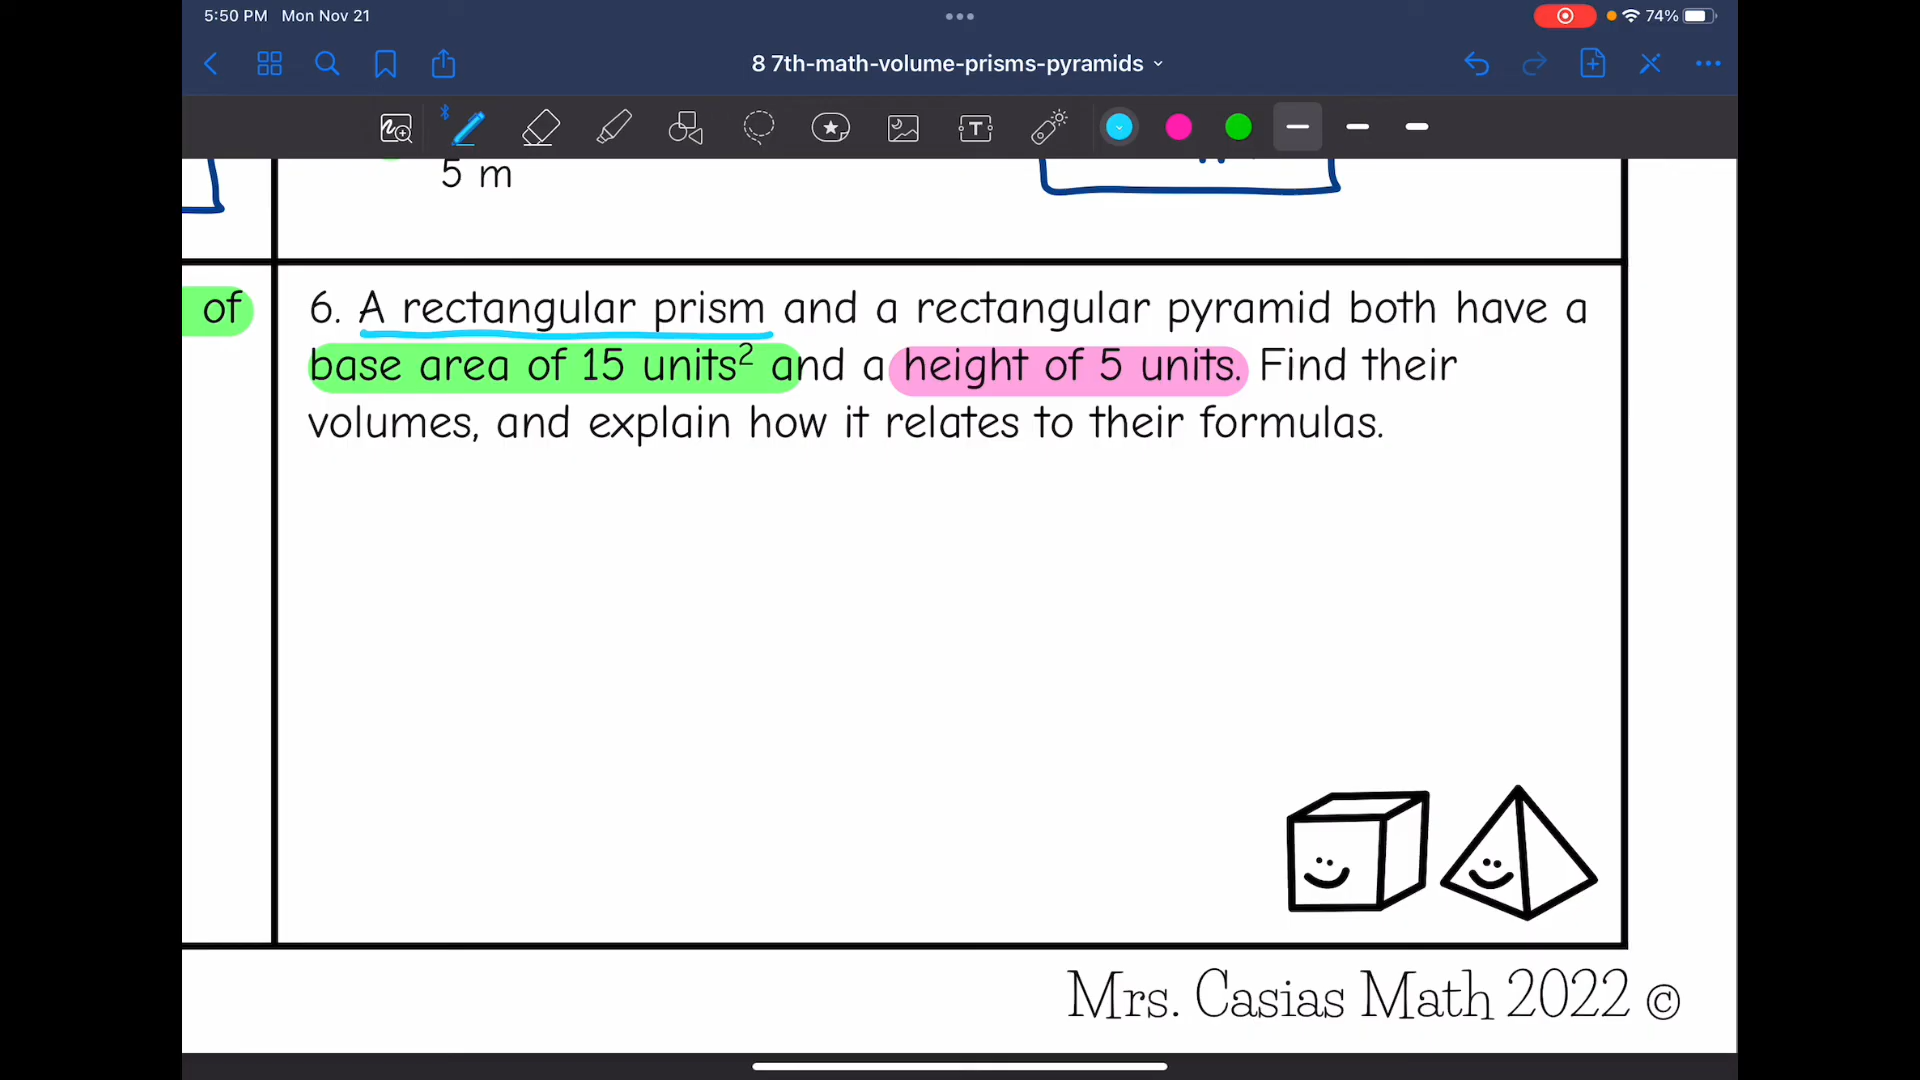 5:50 PM Mon Nov 21
74%
8 7th-math-volume-prisms-pyramids
T
5 m
of
6. A rectangular prism and a rectangular pyramid both have a
base area of 15 units² and a height of 5 units. Find their
volumes, and explain how it relates to their formulas.
Mrs. Casias Math 2022 ©